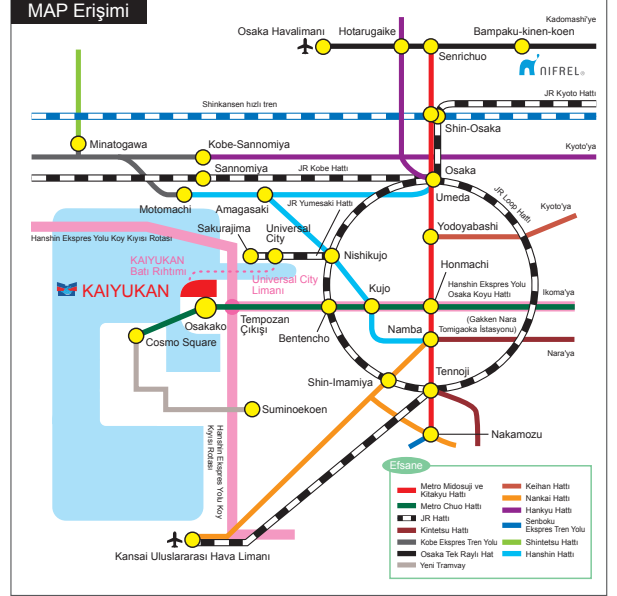 MAP Erişimi
Kadomashi'ye
Osaka Havalimanı
Hotarugaike
Bampaku-kinen-koen
Senrichuo
NIFREL
JR Kyoto Hattı
Shinkansen hızlı tren
Shin-Osaka
Minatogawa
Kobe-Sannomiya
Kyoto'ya
Sannomiya
JR Kobe Hattı
Osaka
Umeda
JR Loop Hattı
Motomachi
Amagasaki
JR Yumesaki Hattı
Kyoto'ya
Sakurajima
Universal
City
Yodoyabashi
Hanshin Ekspres Yolu Koy Kıyısı Rotası
Nishikujo
KAIYUKAN
Batı Rıhtımı
Universal City
Limanı
Honmachi
KAIYUKAN
Kujo
Hanshin Ekspres Yolu
Osaka Koyu Hattı
Ikoma'ya
Osakako
Tempozan
Çıkışı
Bentencho
Namba
(Gakken Nara
Tomigaoka İstasyonu)
Cosmo Square
Nara'ya
Shin-Imamiya
Tennoji
Suminoekoen
Hanshin Ekspres Yolu Koy
Kıyısı Rotası
Nakamozu
Kansai Uluslararası Hava Limanı
Efsane
Metro Midosuji ve
Kitakyu Hattı
Metro Chuo Hattı
JR Hattı
Kintetsu Hattı
Kobe Ekspres Tren Yolu
Osaka Tek Raylı Hat
Yeni Tramvay
Keihan Hattı
Nankai Hattı
Hankyu Hattı
Senboku
Ekspres Tren Yolu
Shintetsu Hattı
Hanshin Hattı